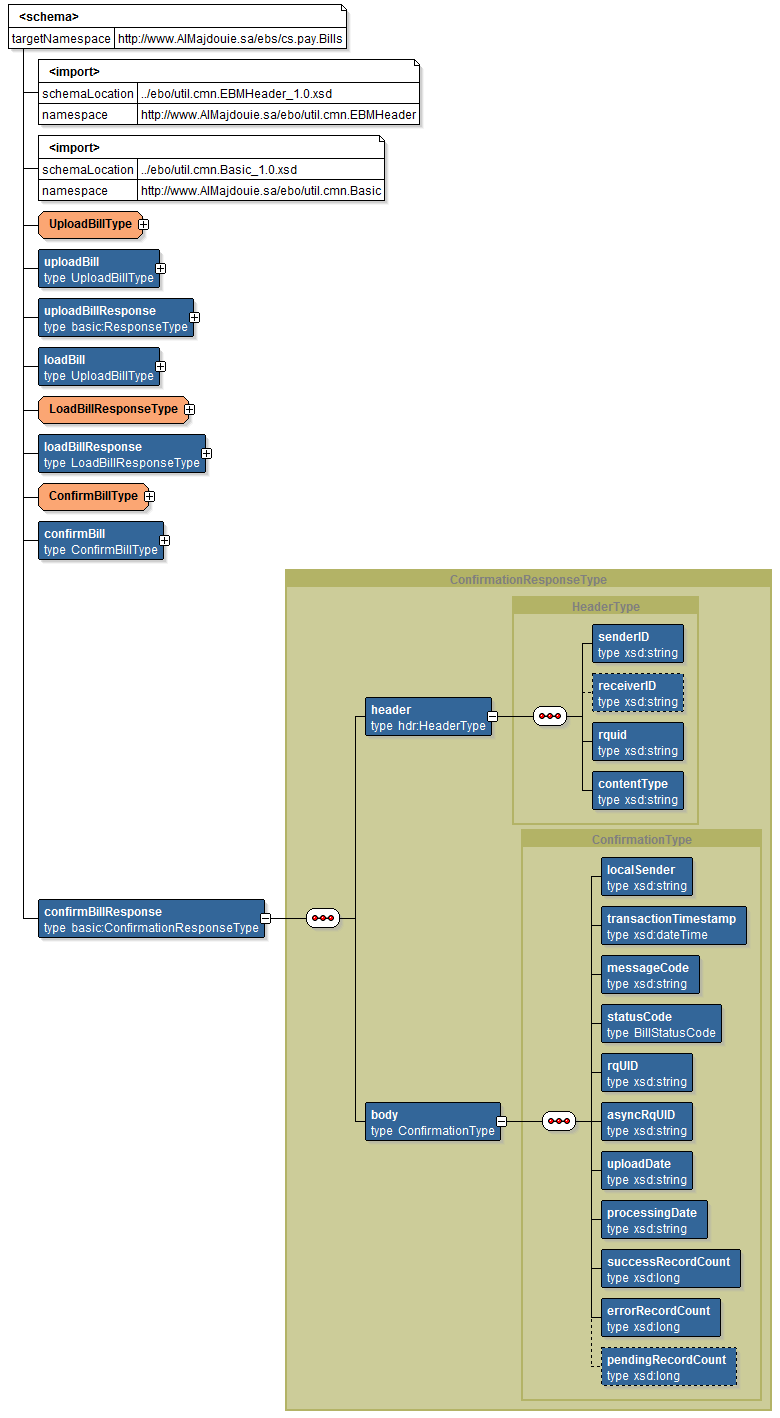 <schema>
targetNamespace http://www.AlMajdouie.sa/ebs/cs.pay.Bills
<import>
schemaLocation ../ebo/util.cmn.EBMHeader_1.0.xsd
namespace http://www.AlMajdouie.sa/ebo/util.cmn.EBMHeader
<import>
schemaLocation ../ebo/util.cmn.Basic_1.0.xsd
namespace http://www.AlMajdouie.sa/ebo/util.cmn.Basic
UploadBillType
uploadBill
type UploadBillType
uploadBillResponse
type basic:ResponseType
loadBill
type UploadBillType
LoadBillResponseType
loadBillResponse
type LoadBillResponseType
ConfirmBillType
confirmBill
type ConfirmBillType
confirmBillResponse
type basic:ConfirmationResponseType
ConfirmationResponseType
header
type hdr:HeaderType
HeaderType
senderID
type xsd:string
receiverID
type xsd:string
rquid
type xsd:string
contentType
type xsd:string
body
type ConfirmationType
ConfirmationType
localSender
type xsd:string
transactionTimestamp
type xsd:dateTime
messageCode
type xsd:string
statusCode
type BillStatusCode
rqUID
type xsd:string
asyncRqUID
type xsd:string
uploadDate
type xsd:string
processingDate
type xsd:string
successRecordCount
type xsd:long
errorRecordCount
type xsd:long
pendingRecordCount
type xsd:long